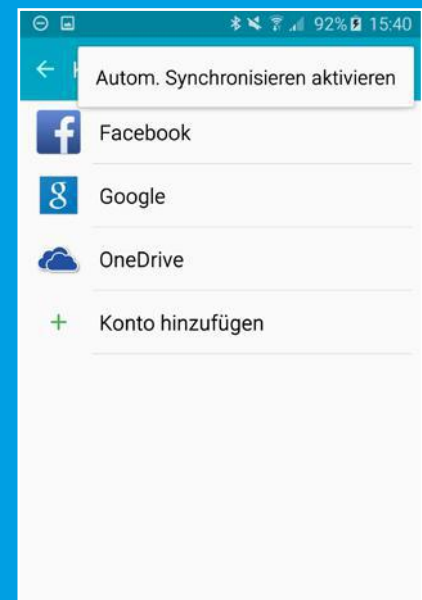 92% 15:40
Autom. Synchronisieren aktivieren
Facebook
Google
OneDrive
Konto hinzufügen